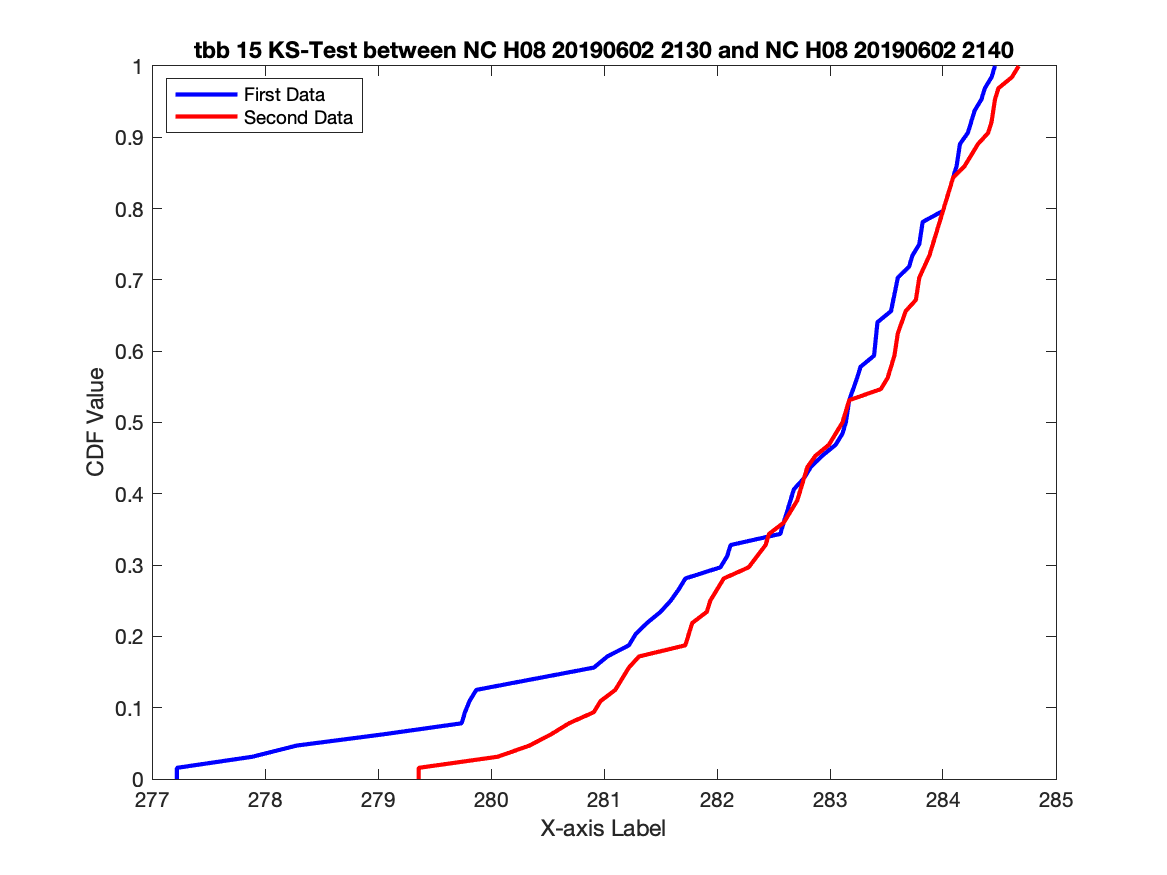 tbb 15 KS-Test between NC H08 20190602 2130 and NC H08 20190602 2140
First Data
Second Data
CDF Value
1
0.9
0.8
0.7
0.6
0.5
0.4
0.3
0.2
0.1
0
277 278 279 280 281 282 283 284 285
X-axis Label